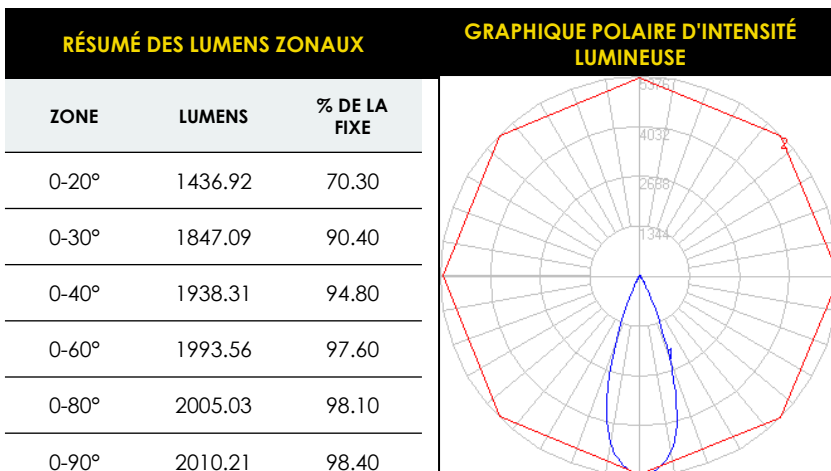 RÉSUMÉ DES LUMENS ZONAUX
ZONE LUMENS % DE LA
FIXE
0-20° 1436.92 70.30
0-30° 1847.09 90.40
0-40° 1938.31 94.80
0-60° 1993.56 97.60
0-80° 2005.03 98.10
0-90° 2010.21 98.40
GRAPHIQUE POLAIRE D'INTENSITÉ
LUMINEUSE
4032
2688
1344
2
1